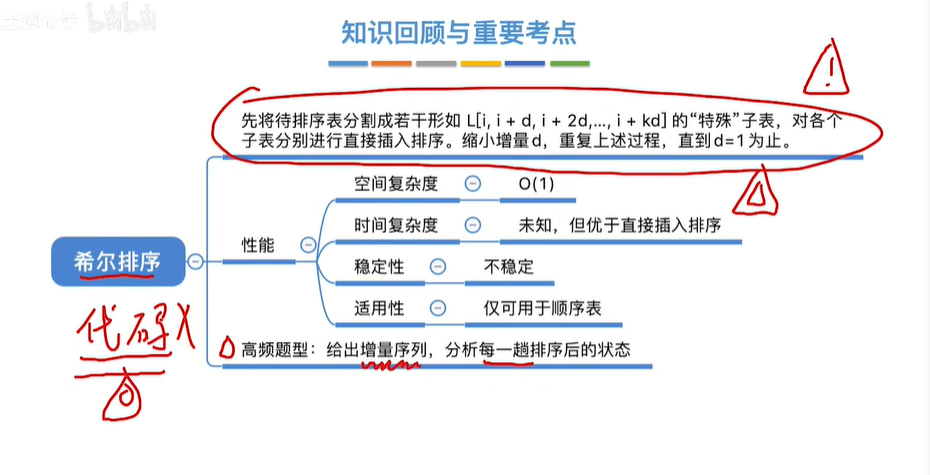 王道论坛 bilibili
知识回顾与重要考点
先将待排序表分割成若干形如 L[i, i + d, i + 2d,..., i + kd] 的“特殊”子表，对各个
子表分别进行直接插入排序。缩小增量d，重复上述过程，直到d=1为止。
空间复杂度
O(1)
时间复杂度
未知，但优于直接插入排序
希尔排序
性能
稳定性
不稳定
适用性
仅可用于顺序表
代码X
高频题型：给出增量序列，分析每一趟排序后的状态